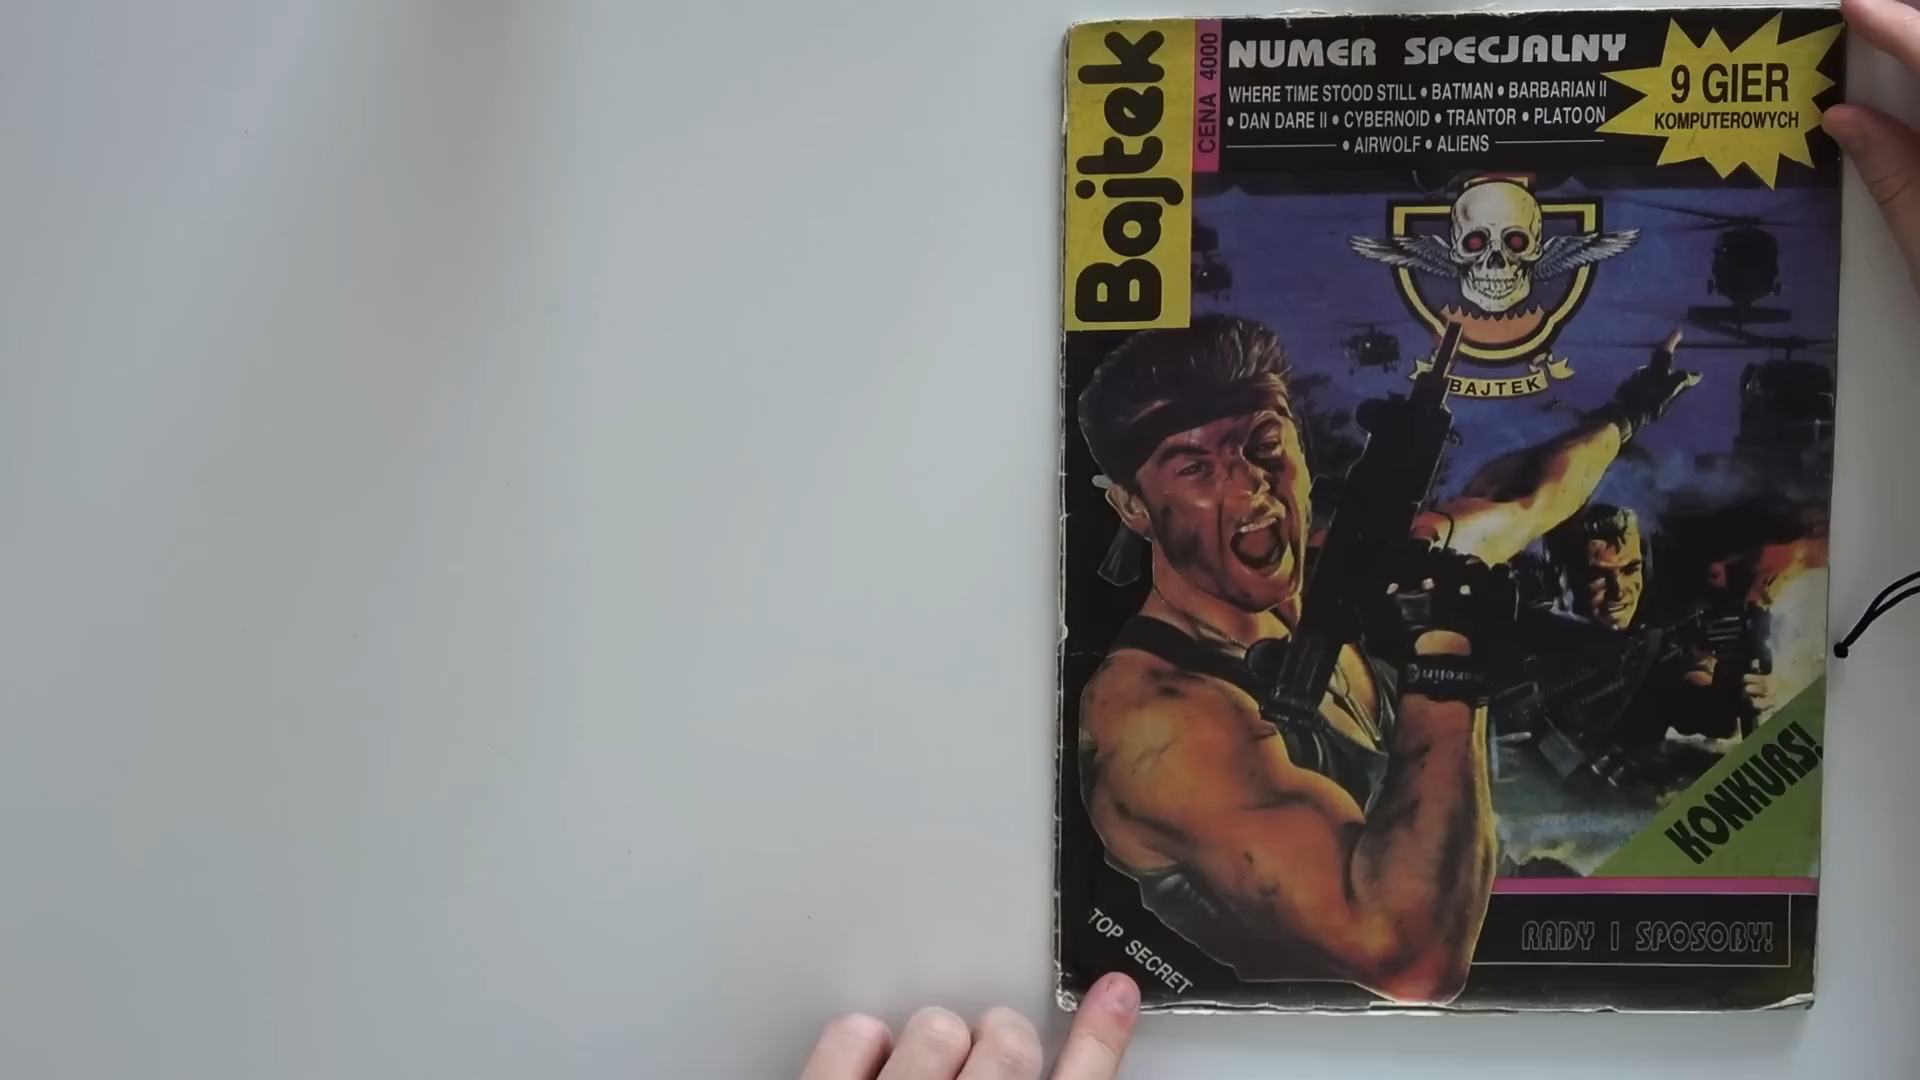 Bajtek
CENA 4000
NUMER SPECJALNY
WHERE TIME STOOD STILL • BATMAN • BARBARIAN II
• DAN DARE II • CYBERNOID • TRANTOR • PLATOON
• AIRWOLF • ALIENS
9 GIER
KOMPUTEROWYCH
BAJTEK
KONKURS!
RADY I SPOSOBY!
TOP SECRET